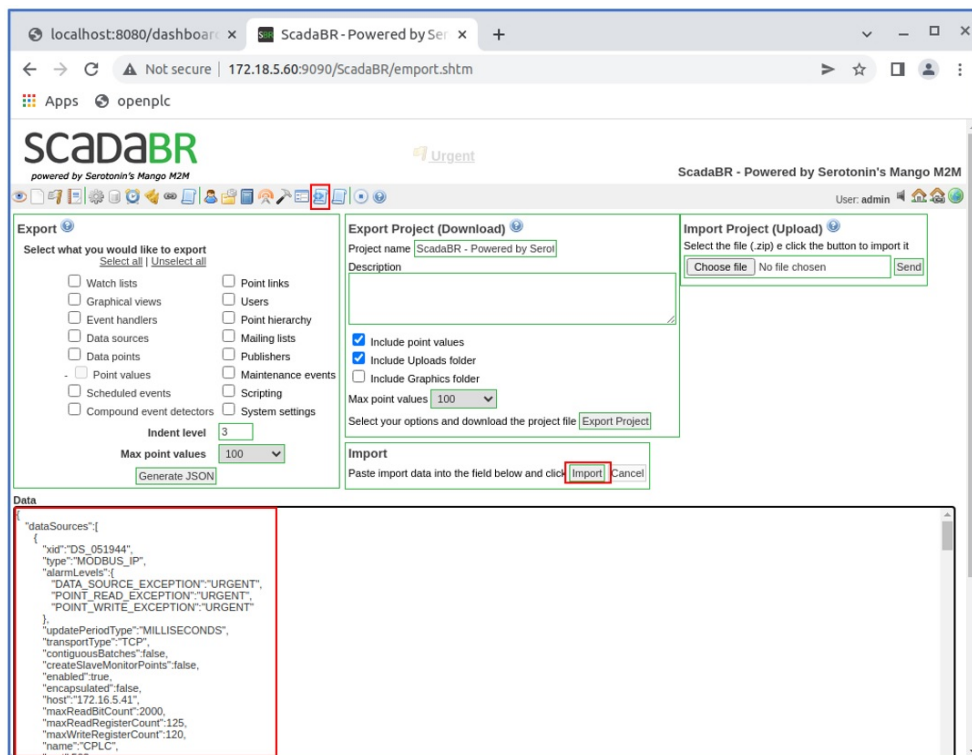 localhost:8080/dashboar
ScadaBR - Powered by Ser
Not secure
172.18.5.60:9090/ScadaBR/emport.shtm
Apps
openplc
SCADABR
powered by Serotonin's Mango M2M
Urgent
ScadaBR - Powered by Serotonin's Mango M2M
User: admin
Export
Select what you would like to export
Select all | Unselect all
Watch lists
Point links
Graphical views
Users
Event handlers
Point hierarchy
Data sources
Mailing lists
Data points
Publishers
- Point values
Maintenance events
Scheduled events
Scripting
Compound event detectors
System settings
Indent level 3
Max point values 100
Generate JSON
Export Project (Download)
Project name ScadaBR - Powered by Serot
Description
Include point values
Include Uploads folder
Include Graphics folder
Max point values 100
Select your options and download the project file Export Project
Import
Paste import data into the field below and click Import Cancel
Import Project (Upload)
Select the file (.zip) e click the button to import it
Choose file No file chosen Send
Data
{
"dataSources":[
{
"xid":"DS_051944",
"type":"MODBUS_IP",
"alarmLevels":{
"DATA_SOURCE_EXCEPTION":"URGENT",
"POINT_READ_EXCEPTION":"URGENT",
"POINT_WRITE_EXCEPTION":"URGENT"
},
"updatePeriodType":"MILLISECONDS",
"transportType":"TCP",
"contiguousBatches":false,
"createSlaveMonitorPoints":false,
"enabled":true,
"encapsulated":false,
"host":"172.16.5.41",
"maxReadBitCount":2000,
"maxReadRegisterCount":125,
"maxWriteRegisterCount":120,
"name":"CPLC",